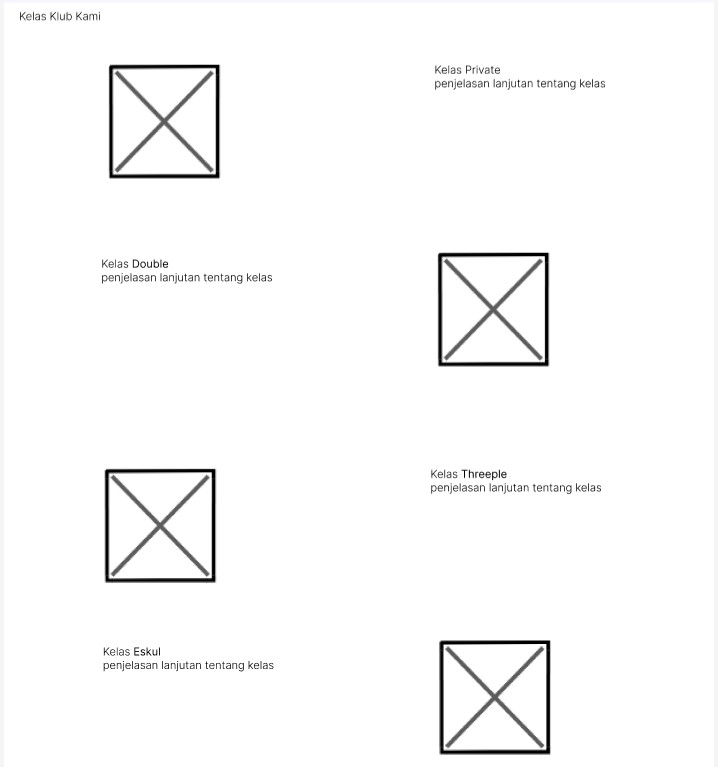 Kelas Klub Kami
Kelas Private
penjelasan lanjutan tentang kelas
Kelas Double
penjelasan lanjutan tentang kelas
Kelas Threeple
penjelasan lanjutan tentang kelas
Kelas Eskul
penjelasan lanjutan tentang kelas